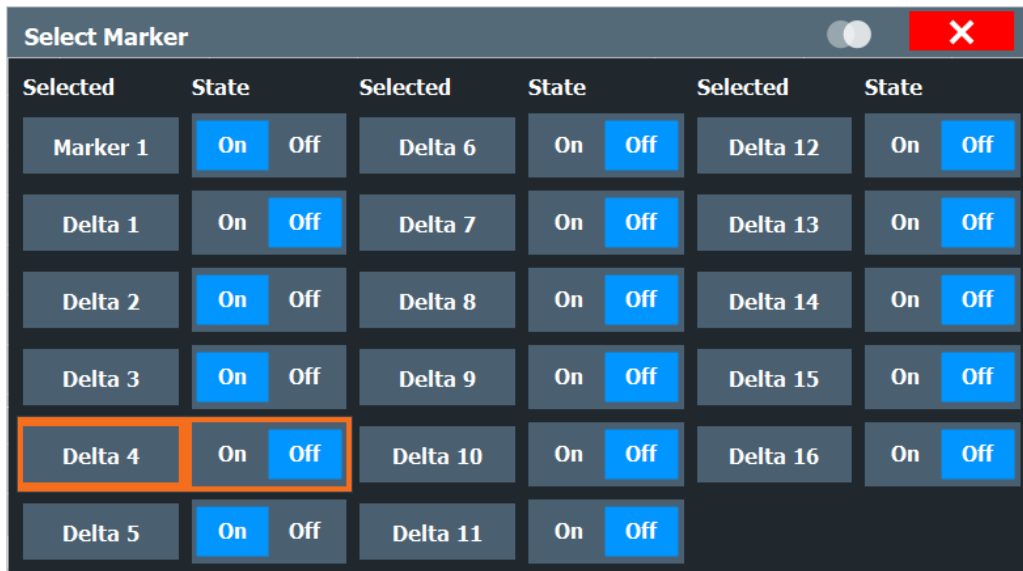 Select Marker
Selected State Selected State Selected State
Marker 1 On Off Delta 6 On Off Delta 12 On Off
Delta 1 On Off Delta 7 On Off Delta 13 On Off
Delta 2 On Off Delta 8 On Off Delta 14 On Off
Delta 3 On Off Delta 9 On Off Delta 15 On Off
Delta 4 On Off Delta 10 On Off Delta 16 On Off
Delta 5 On Off Delta 11 On Off